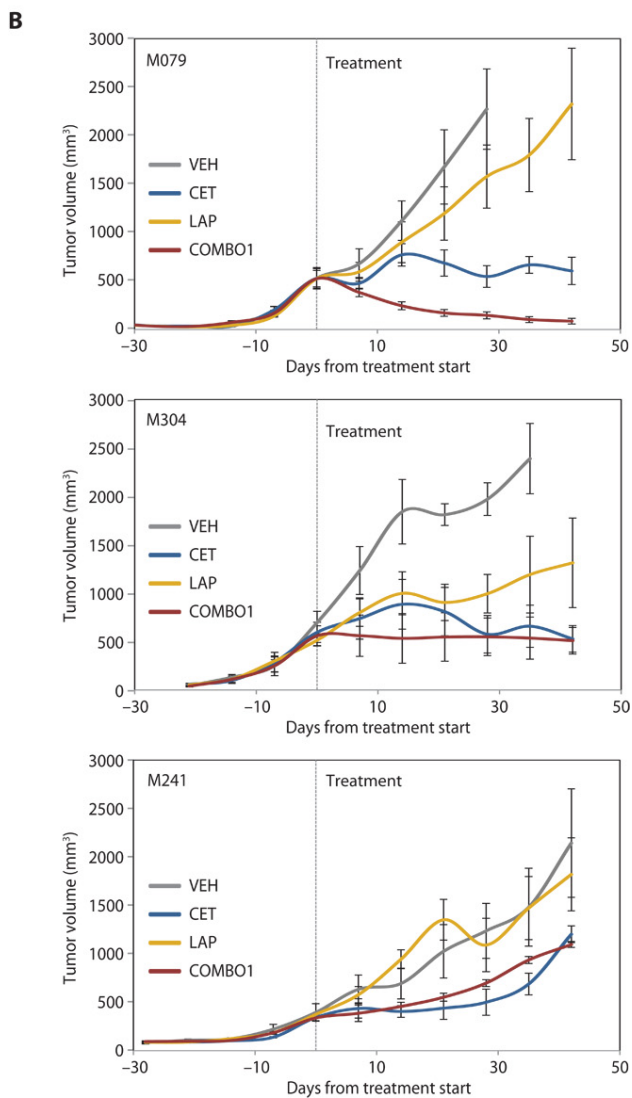 B
3000
M079
Treatment
2500
2000
VEH
1500
CET
LAP
1000
COMBO1
500
0
Tumor volume (mm³)
–30 –10 10 30 50
Days from treatment start
3000
M304
Treatment
2500
2000
VEH
1500
CET
LAP
1000
COMBO1
500
0
Tumor volume (mm³)
–30 –10 10 30 50
Days from treatment start
3000
M241
Treatment
2500
2000
VEH
1500
CET
LAP
1000
COMBO1
500
0
Tumor volume (mm³)
–30 –10 10 30 50
Days from treatment start